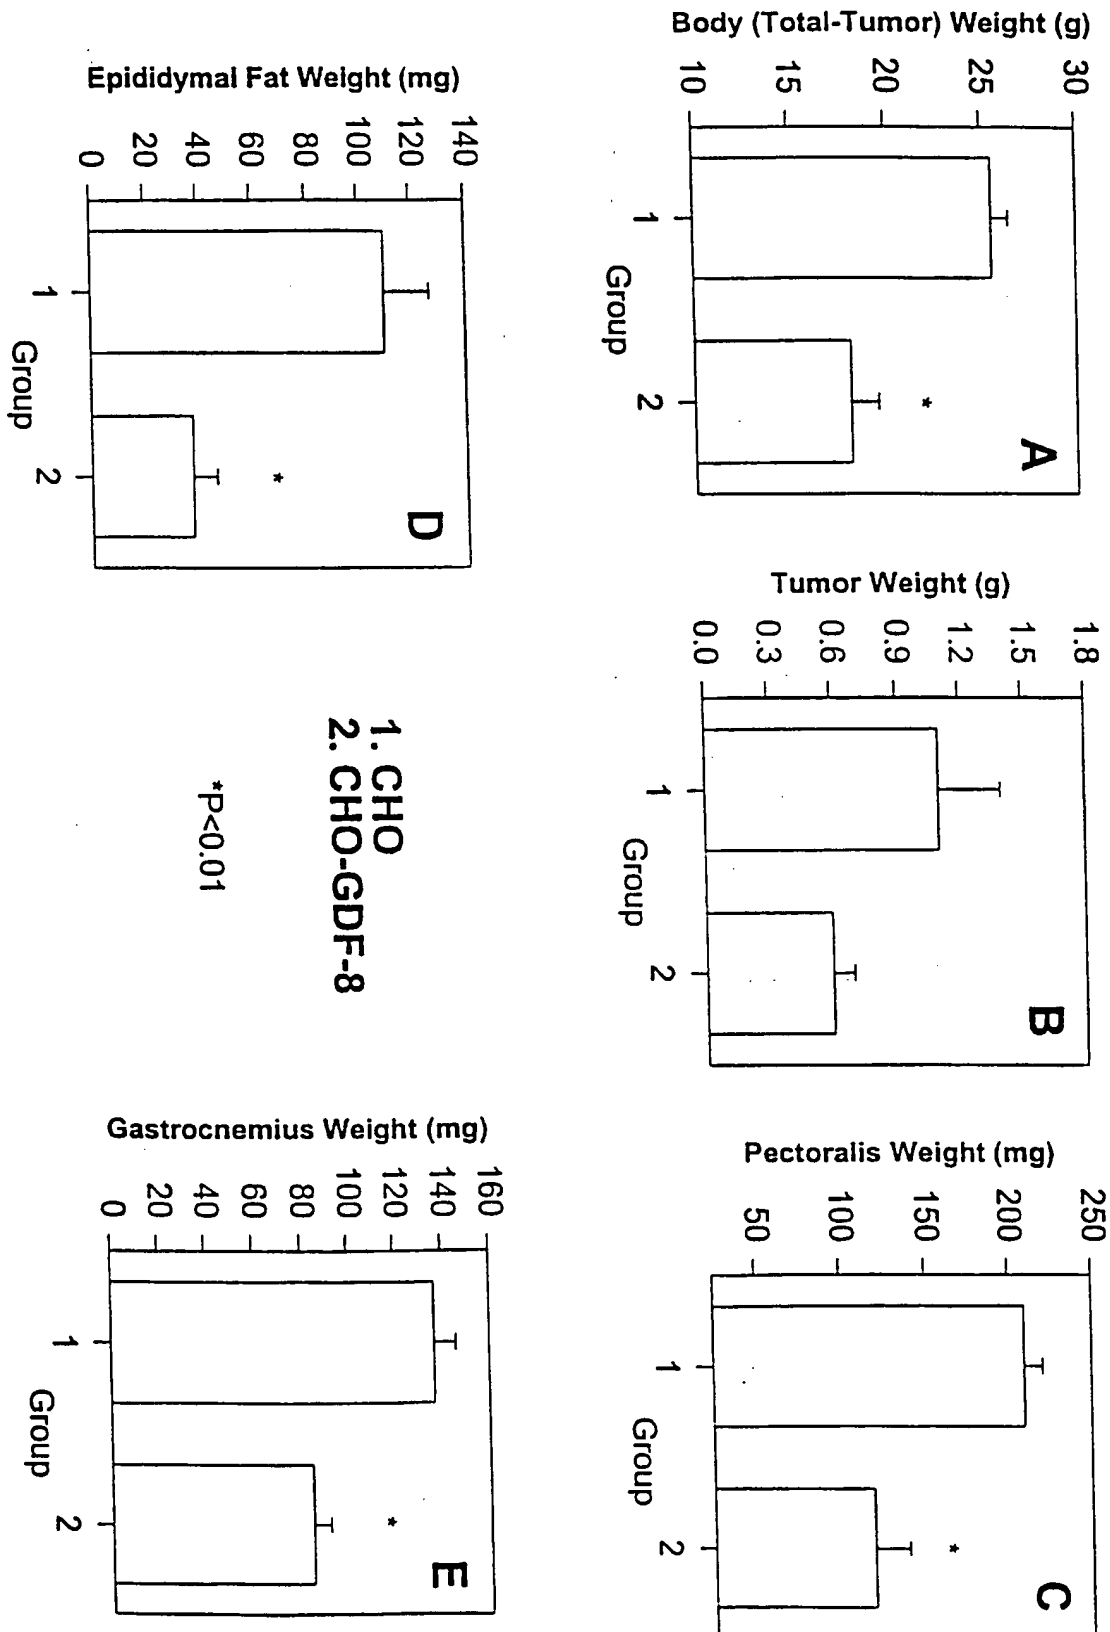 Body (Total-Tumor) Weight (g)
30
25
20
15
10
1
2
Group
*
A
Tumor Weight (g)
1.8
1.5
1.2
0.9
0.6
0.3
0.0
1
2
Group
B
Pectoralis Weight (mg)
250
200
150
100
50
1
2
Group
*
C
Epididymal Fat Weight (mg)
140
120
100
80
60
40
20
0
1
2
Group
*
D
1. CHO
2. CHO-GDF-8
*P<0.01
Gastrocnemius Weight (mg)
160
140
120
100
80
60
40
20
0
1
2
Group
*
E